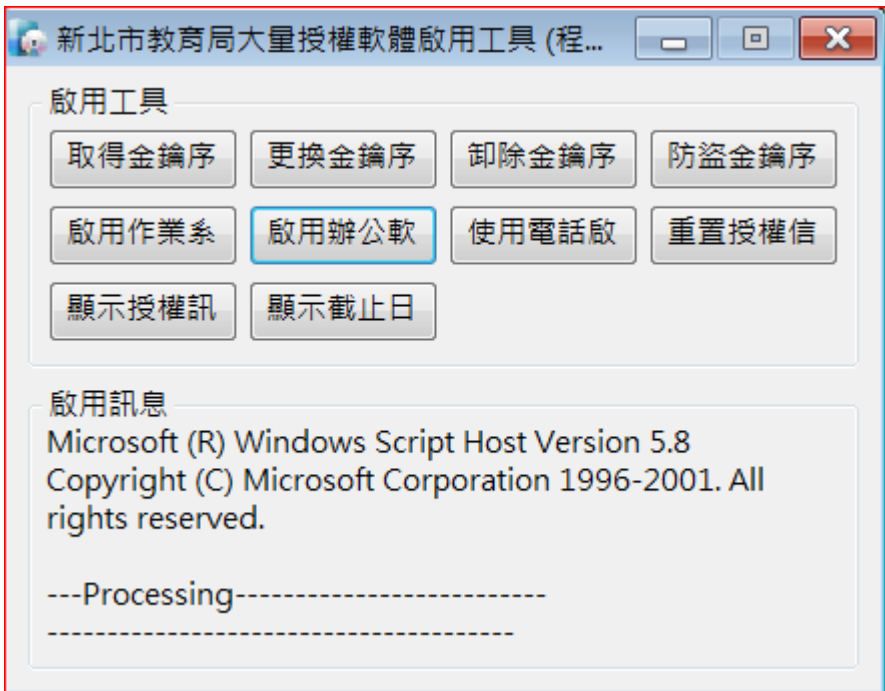 新北市教育局大量授權軟體啟用工具 (程...
啟用工具
取得金鑰序 更換金鑰序 卸除金鑰序 防盜金鑰序
啟用作業系 啟用辦公軟 使用電話啟 重置授權信
顯示授權訊 顯示截止日
啟用訊息
Microsoft (R) Windows Script Host Version 5.8
Copyright (C) Microsoft Corporation 1996-2001. All
rights reserved.
---Processing--------------------------
---------------------------------------